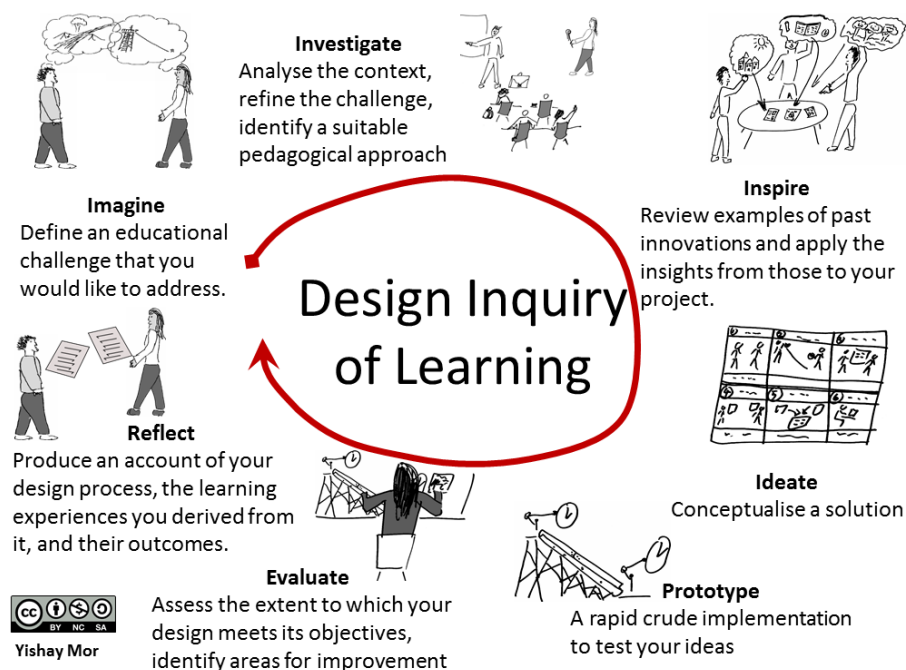 Imagine
Define an educational
challenge that you
would like to address.
Investigate
Analyse the context,
refine the challenge,
identify a suitable
pedagogical approach
Inspire
Review examples of past
innovations and apply the
insights from those to your
project.
Ideate
Conceptualise a solution
Prototype
A rapid crude implementation
to test your ideas
Evaluate
Assess the extent to which your
design meets its objectives,
identify areas for improvement
Reflect
Produce an account of your
design process, the learning
experiences you derived from
it, and their outcomes.
Design Inquiry
of Learning
cc
BY NC SA
Yishay Mor